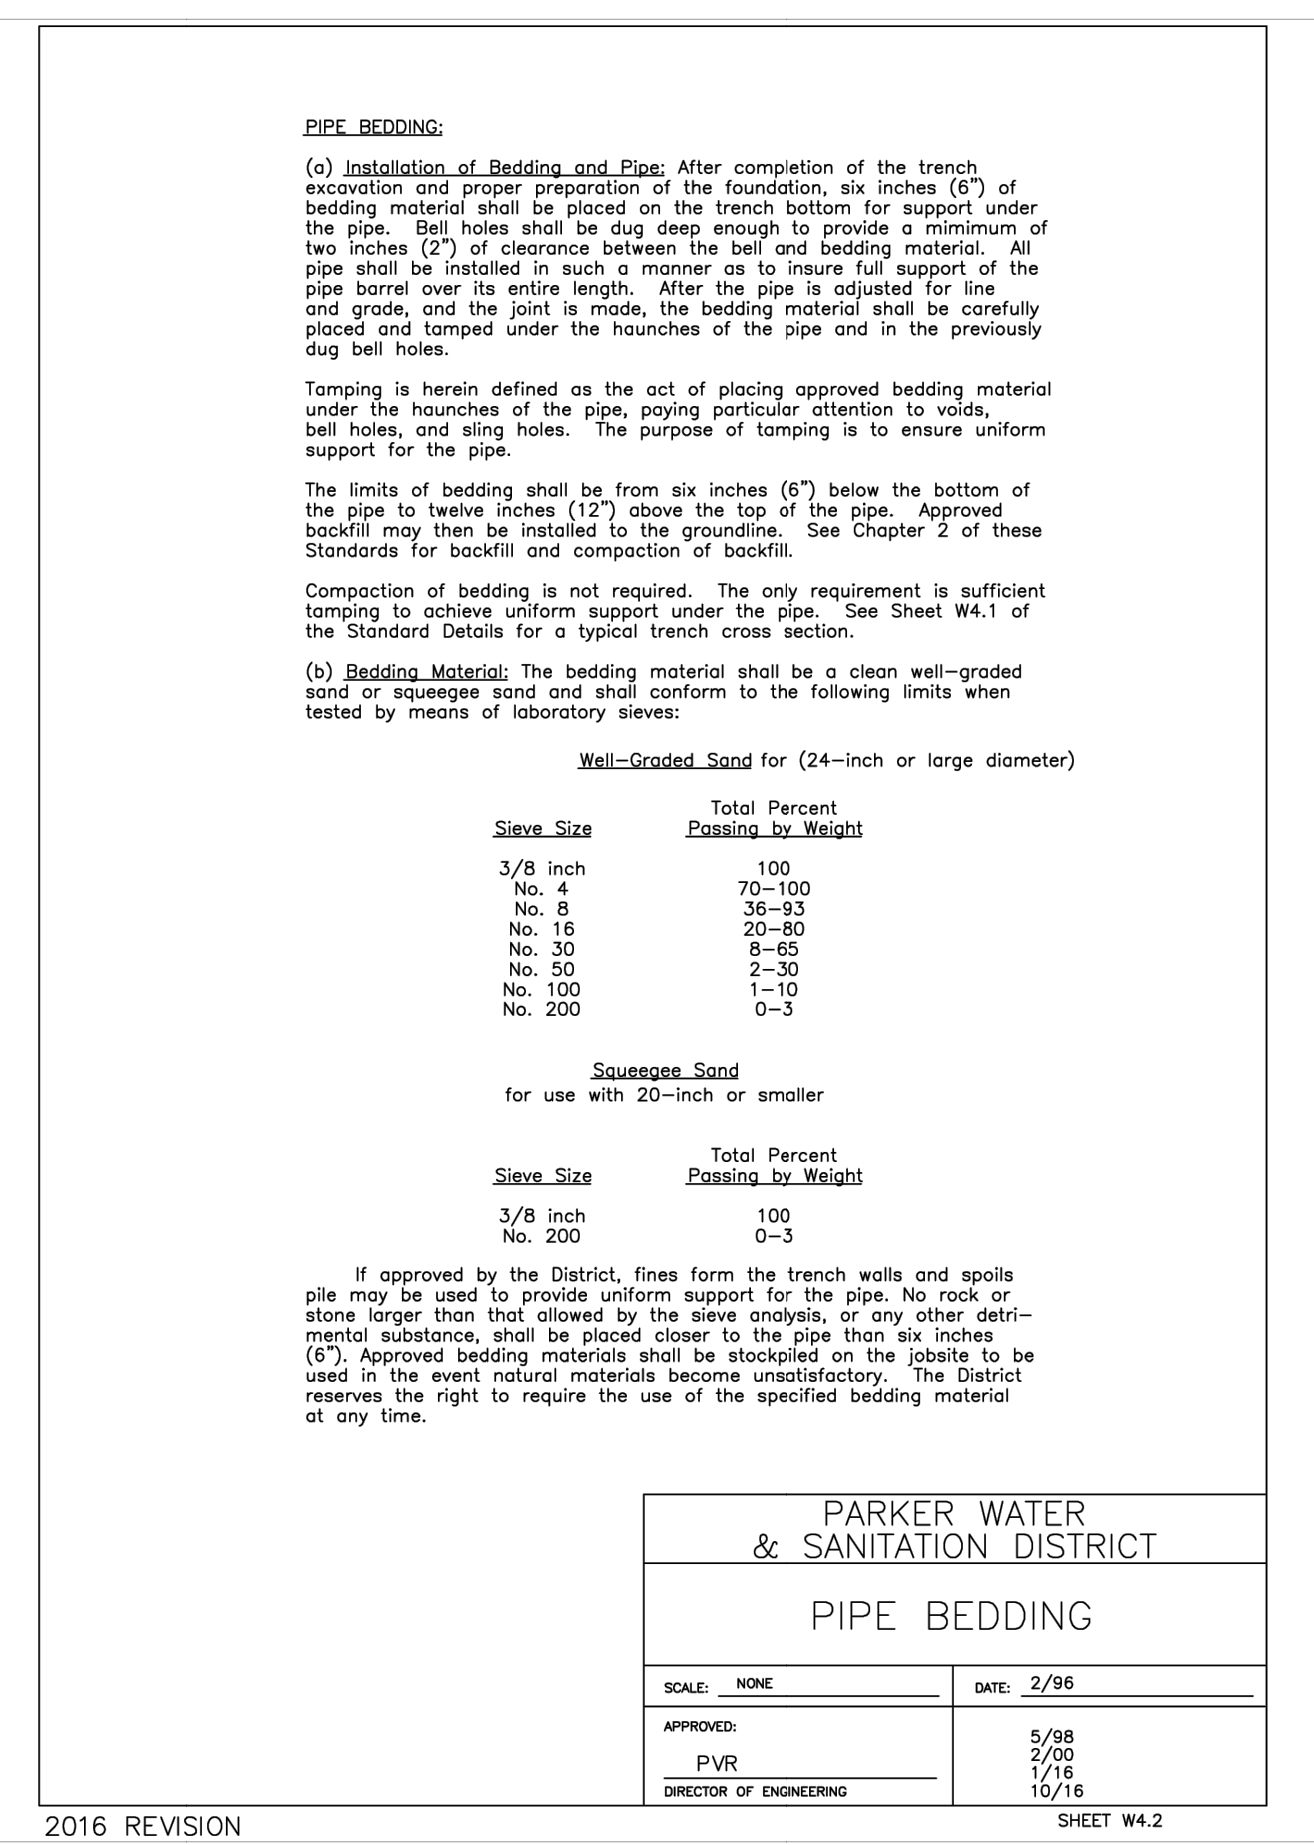 PIPE BEDDING:
(a) Installation of Bedding and Pipe: After completion of the trench
excavation and proper preparation of the foundation, six inches (6") of
bedding material shall be placed on the trench bottom for support under
the pipe. Bell holes shall be dug deep enough to provide a mimimum of
two inches (2") of clearance between the bell and bedding material. All
pipe shall be installed in such a manner as to insure full support of the
pipe barrel over its entire length. After the pipe is adjusted for line
and grade, and the joint is made, the bedding material shall be carefully
placed and tamped under the haunches of the pipe and in the previously
dug bell holes.
Tamping is herein defined as the act of placing approved bedding material
under the haunches of the pipe, paying particular attention to voids,
bell holes, and sling holes. The purpose of tamping is to ensure uniform
support for the pipe.
The limits of bedding shall be from six inches (6") below the bottom of
the pipe to twelve inches (12") above the top of the pipe. Approved
backfill may then be installed to the groundline. See Chapter 2 of these
Standards for backfill and compaction of backfill.
Compaction of bedding is not required. The only requirement is sufficient
tamping to achieve uniform support under the pipe. See Sheet W4.1 of
the Standard Details for a typical trench cross section.
(b) Bedding Material: The bedding material shall be a clean well-graded
sand or squeegee sand and shall conform to the following limits when
tested by means of laboratory sieves:
Well-Graded Sand for (24-inch or large diameter)
Total Percent
Sieve Size Passing by Weight
3/8 inch 100
No. 4 70-100
No. 8 36-93
No. 16 20-80
No. 30 8-65
No. 50 2-30
No. 100 1-10
No. 200 0-3
Squeegee Sand
for use with 20-inch or smaller
Total Percent
Sieve Size Passing by Weight
3/8 inch 100
No. 200 0-3
If approved by the District, fines form the trench walls and spoils
pile may be used to provide uniform support for the pipe. No rock or
stone larger than that allowed by the sieve analysis, or any other detri-
mental substance, shall be placed closer to the pipe than six inches
(6"). Approved bedding materials shall be stockpiled on the jobsite to be
used in the event natural materials become unsatisfactory. The District
reserves the right to require the use of the specified bedding material
at any time.
PARKER WATER
& SANITATION DISTRICT
PIPE BEDDING
SCALE: NONE
DATE: 2/96
APPROVED:
PVR
DIRECTOR OF ENGINEERING
5/98
2/00
1/16
10/16
2016 REVISION
SHEET W4.2